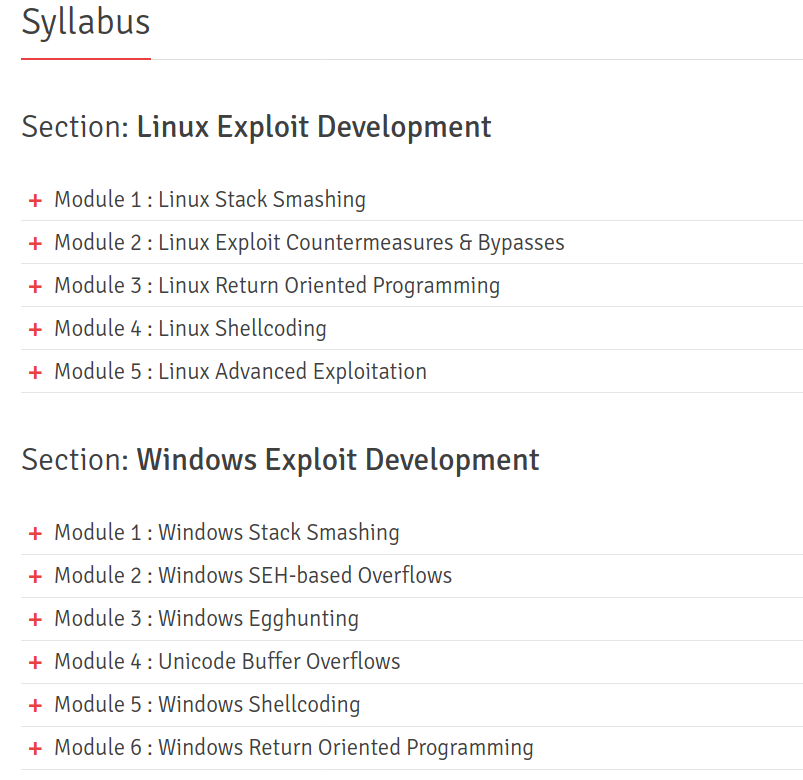 Syllabus
Section: Linux Exploit Development
+ Module 1 : Linux Stack Smashing
+ Module 2 : Linux Exploit Countermeasures & Bypasses
+ Module 3 : Linux Return Oriented Programming
+ Module 4 : Linux Shellcoding
+ Module 5 : Linux Advanced Exploitation
Section: Windows Exploit Development
+ Module 1 : Windows Stack Smashing
+ Module 2 : Windows SEH-based Overflows
+ Module 3 : Windows Egghunting
+ Module 4 : Unicode Buffer Overflows
+ Module 5 : Windows Shellcoding
+ Module 6 : Windows Return Oriented Programming